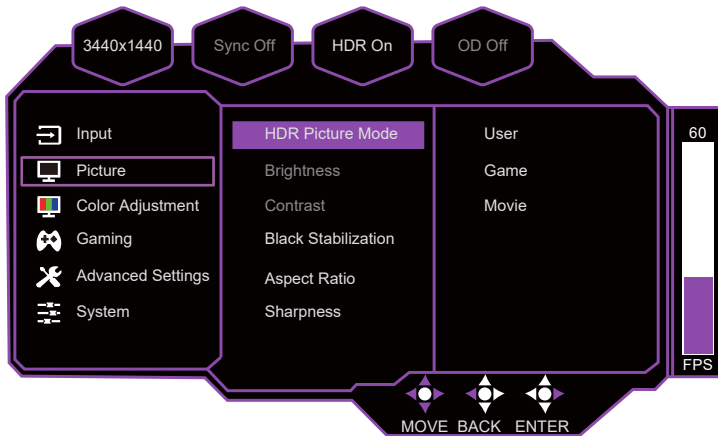 3440x1440
Sync Off
HDR On
OD Off
Input
Picture
Color Adjustment
Gaming
Advanced Settings
System
HDR Picture Mode
Brightness
Contrast
Black Stabilization
Aspect Ratio
Sharpness
User
Game
Movie
60
FPS
MOVE BACK ENTER